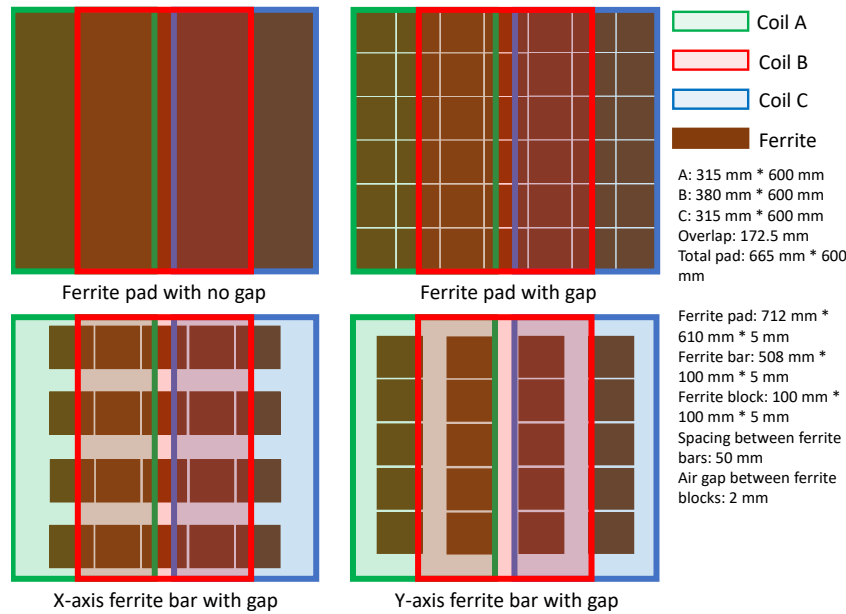 Coil A
Coil B
Coil C
Ferrite
A: 315 mm * 600 mm
B: 380 mm * 600 mm
C: 315 mm * 600 mm
Overlap: 172.5 mm
Total pad: 665 mm * 600
mm
Ferrite pad with no gap
Ferrite pad with gap
Ferrite pad: 712 mm *
610 mm * 5 mm
Ferrite bar: 508 mm *
100 mm * 5 mm
Ferrite block: 100 mm *
100 mm * 5 mm
Spacing between ferrite
bars: 50 mm
Air gap between ferrite
blocks: 2 mm
X-axis ferrite bar with gap
Y-axis ferrite bar with gap